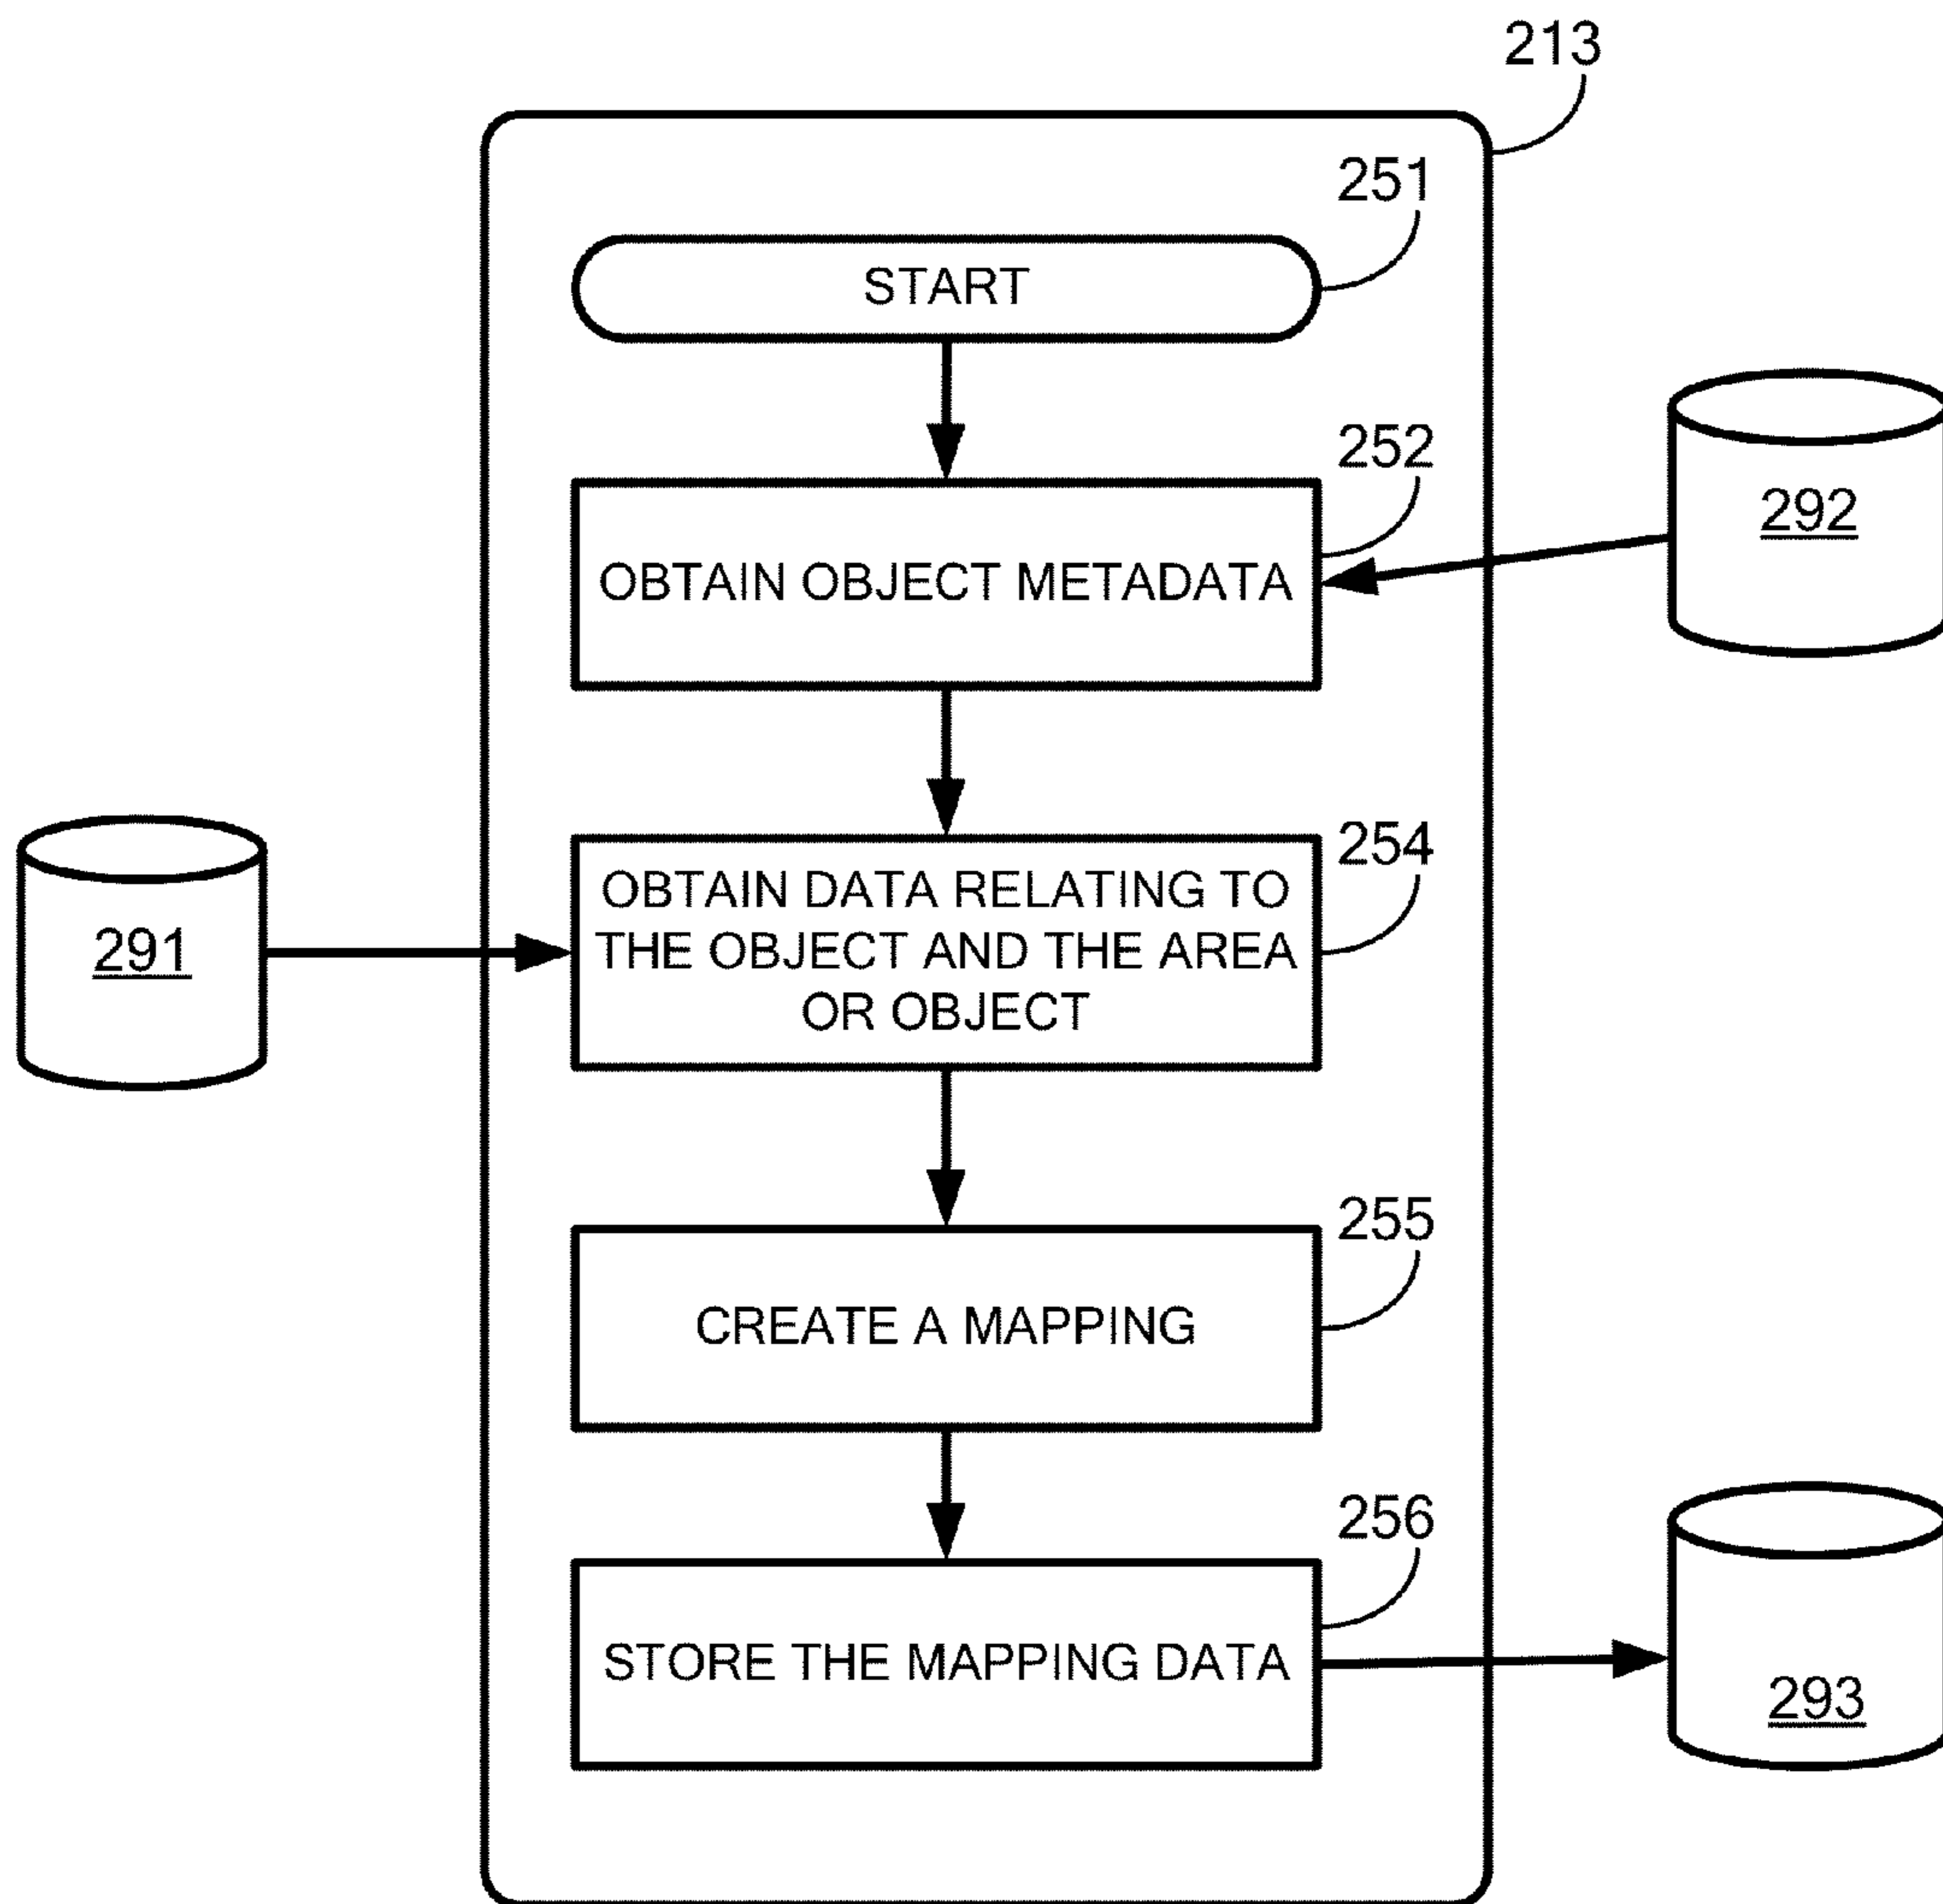 213
251
START
252
OBTAIN OBJECT METADATA
292
254
OBTAIN DATA RELATING TO
THE OBJECT AND THE AREA
OR OBJECT
291
255
CREATE A MAPPING
256
STORE THE MAPPING DATA
293